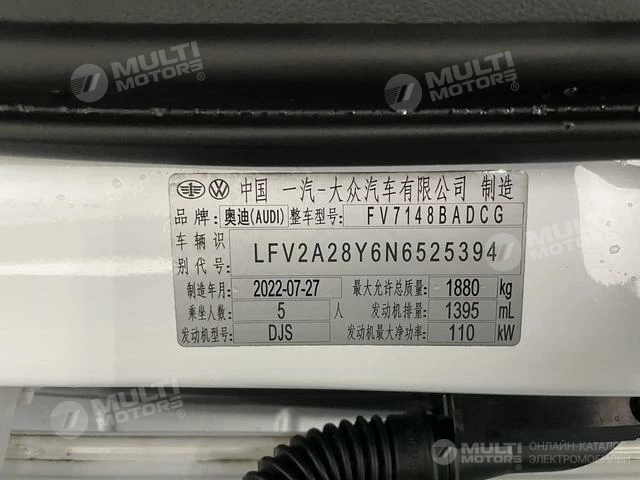 MULTI MOTORS
MULTI MOTORS
中国 一汽-大众汽车有限公司 制造
品牌: 奥迪(AUDI) 整车型号: FV7148BADCG
车辆识别代号: LFV2A28Y6N6525394
制造年月: 2022-07-27 最大允许总质量: 1880 kg
乘坐人数: 5 人 发动机排量: 1395 mL
发动机型号: DJS 发动机最大净功率: 110 kW
MULTI MOTORS
MULTI MOTORS
MULTI MOTORS ОНЛАЙН-КАТАЛОГ ЭЛЕКТРОМОБИЛЕЙ